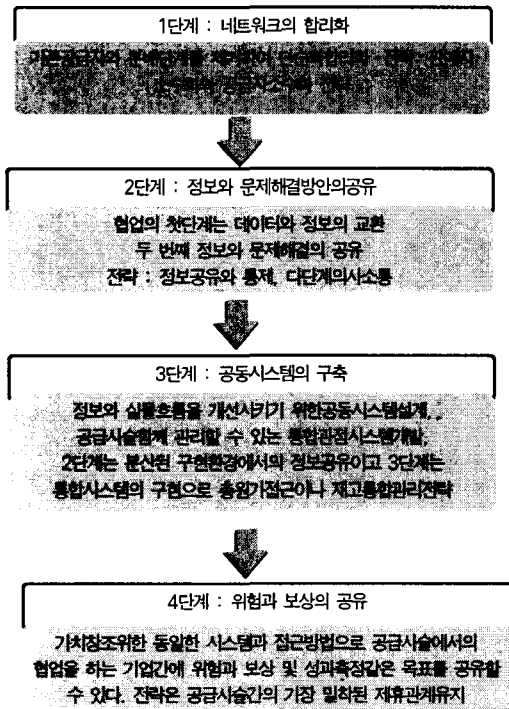 1단계 : 네트워크의 합리화
2단계 : 정보와 문제해결방안의공유
협업의 첫단계는 데이터와 정보의 교환
두 번째 정보와 문제해결의 공유
전략 : 정보공유와 통제, 다단계의사소통
3단계 : 공동시스템의 구축
정보와 실물흐름을 개선시키기 위한공동시스템설계,
공급사슬함께 관리할 수 있는 통합관점시스템개발,
2단계는 분산된 구현환경에서의 정보공유이고 3단계는
통합시스템의 구현으로 총원가접근이나 재고통합관리전략
4단계 : 위험과 보상의 공유
가치창조위한 동일한 시스템과 접근방법으로 공급사슬에서의
협업을 하는 기업간에 위험과 보상 및 성과측정같은 목표를 공유할
수 있다. 전략은 공급사슬간의 가장 밀착된 제휴관계유지